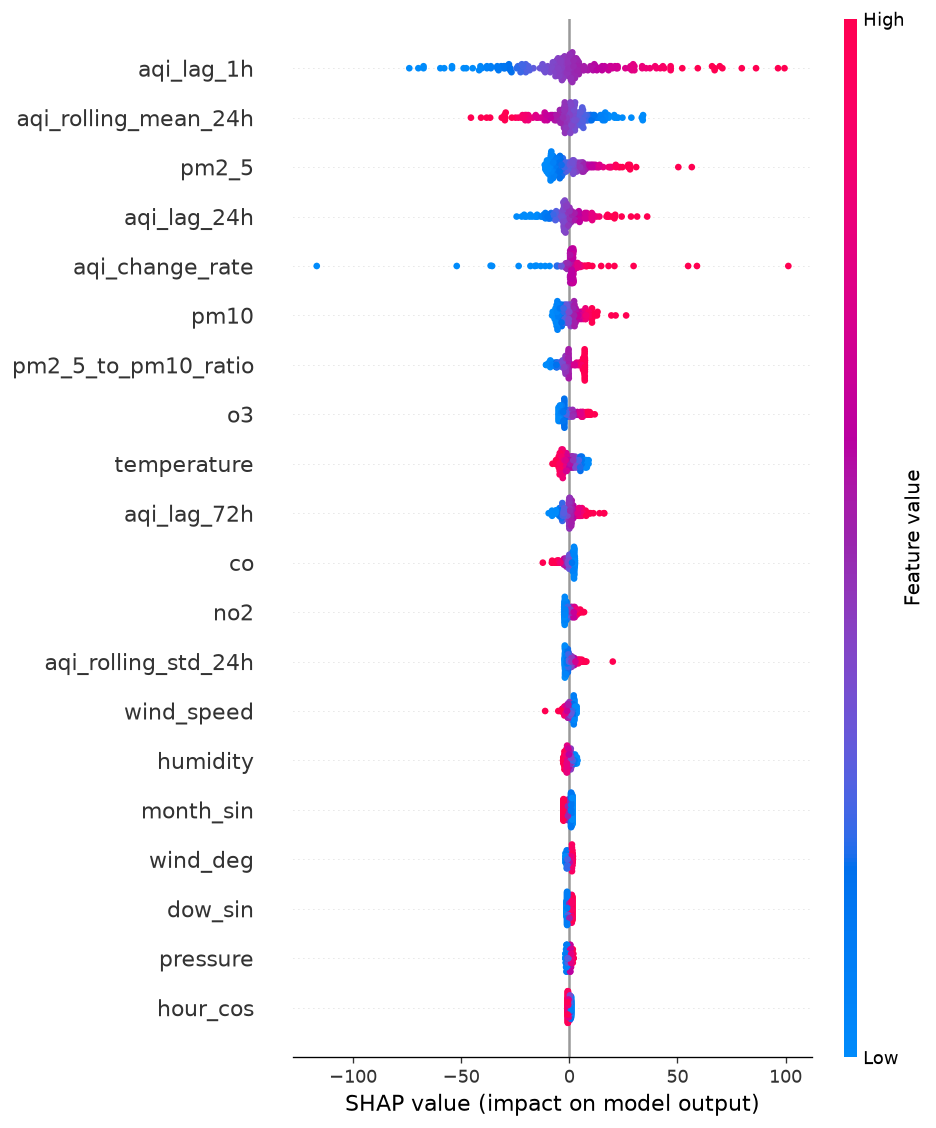 High
aqi_lag_1h
aqi_rolling_mean_24h
pm2_5
aqi_lag_24h
aqi_change_rate
pm10
pm2_5_to_pm10_ratio
o3
temperature
aqi_lag_72h
co
no2
aqi_rolling_std_24h
wind_speed
humidity
month_sin
wind_deg
dow_sin
pressure
hour_cos
Feature value
Low
−100 −50 0 50 100
SHAP value (impact on model output)